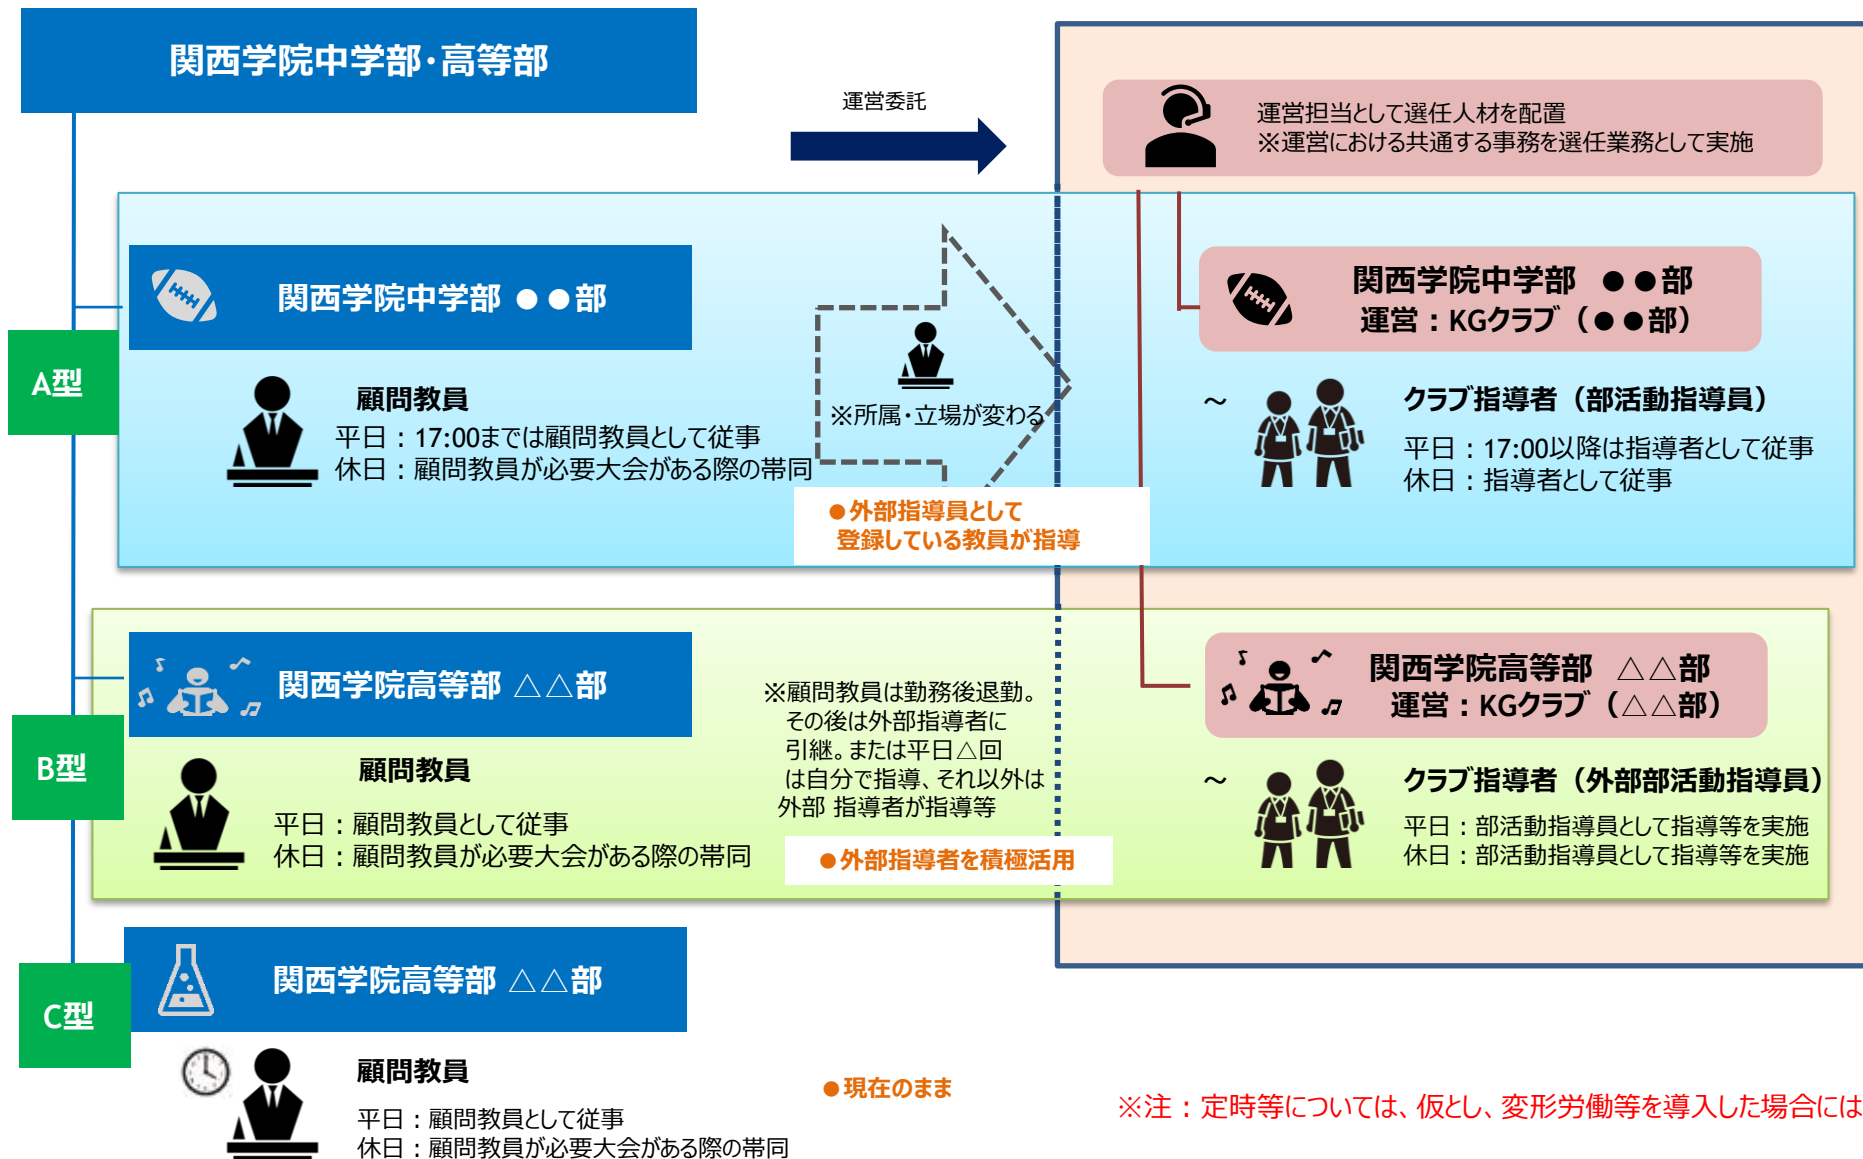 関西学院中学部・高等部
運営委託
運営担当として選任人材を配置
※運営における共通する事務を選任業務として実施
A型
関西学院中学部 ●●部
顧問教員
平日：17:00までは顧問教員として従事
休日：顧問教員が必要大会がある際の帯同
※所属・立場が変わる
●外部指導員として
登録している教員が指導
関西学院中学部 ●●部
運営：KGクラブ（●●部）
～
クラブ指導者（部活動指導員）
平日：17:00以降は指導者として従事
休日：指導者として従事
B型
関西学院高等部 △△部
顧問教員
平日：顧問教員として従事
休日：顧問教員が必要大会がある際の帯同
※顧問教員は勤務後退勤。
その後は外部指導者に
引継。または平日△回
は自分で指導、それ以外は
外部 指導者が指導等
●外部指導者を積極活用
関西学院高等部 △△部
運営：KGクラブ（△△部）
～
クラブ指導者（外部部活動指導員）
平日：部活動指導員として指導等を実施
休日：部活動指導員として指導等を実施
C型
関西学院高等部 △△部
顧問教員
平日：顧問教員として従事
休日：顧問教員が必要大会がある際の帯同
●現在のまま
※注：定時等については、仮とし、変形労働等を導入した場合には